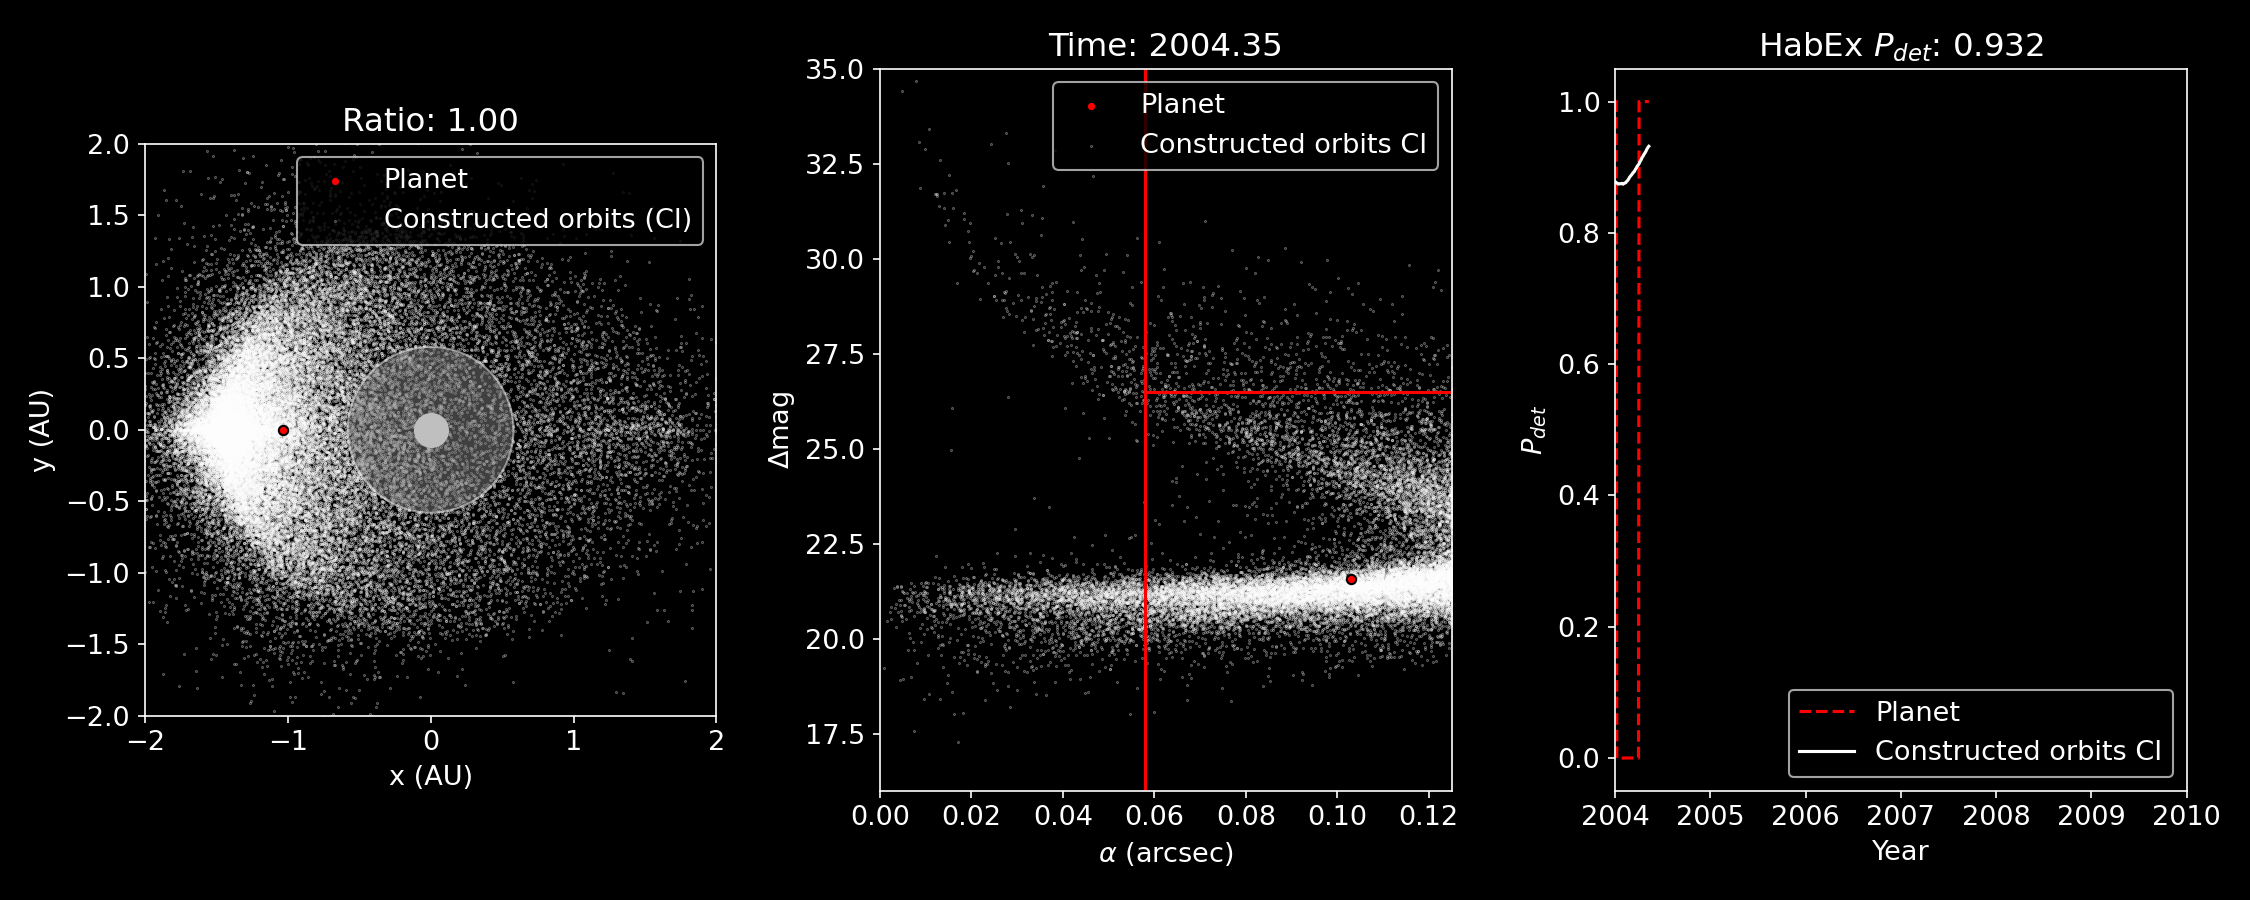 Ratio: 1.00
Planet
Constructed orbits (CI)
2.0
1.5
1.0
0.5
0.0
−0.5
−1.0
−1.5
−2.0
−2
−1
0
1
2
x (AU)
y (AU)
Time: 2004.35
Planet
Constructed orbits CI
35.0
32.5
30.0
27.5
25.0
22.5
20.0
17.5
0.00
0.02
0.04
0.06
0.08
0.10
0.12
α (arcsec)
Δmag
HabEx P_det: 0.932
1.0
0.8
0.6
0.4
0.2
0.0
2004
2005
2006
2007
2008
2009
2010
Year
P_det
Planet
Constructed orbits CI